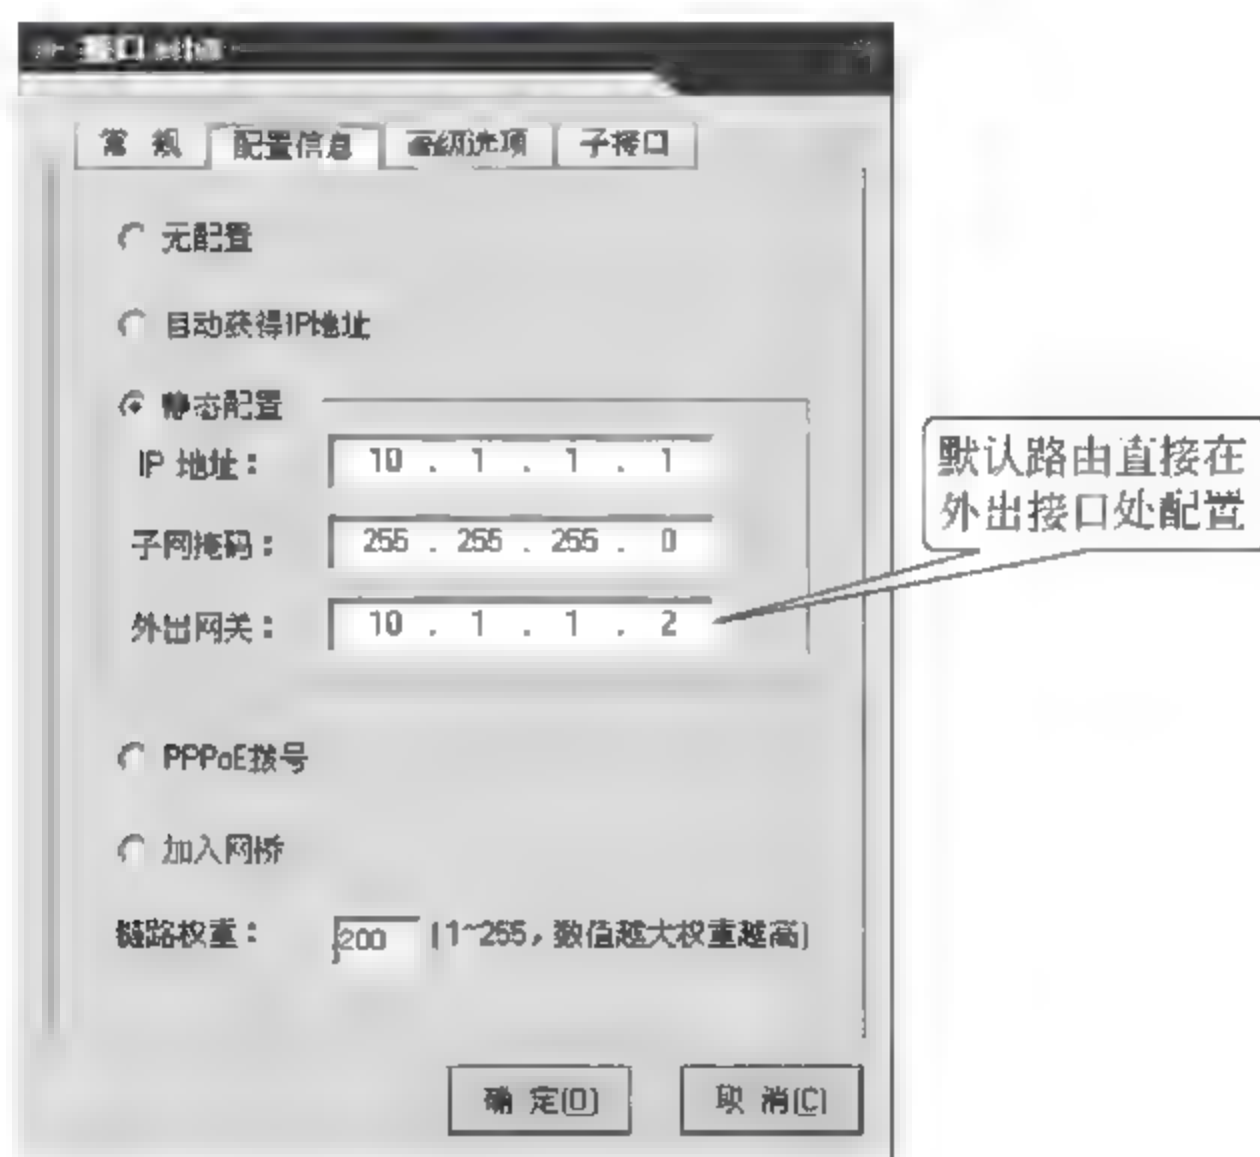 接口
常 规 配置信息 高级选项 子接口
无配置
自动获得IP地址
静态配置
IP 地址：
10 . 1 . 1 . 1
子网掩码：
255 . 255 . 255 . 0
外出网关：
10 . 1 . 1 . 2
默认路由直接在
外出接口处配置
PPPoE拨号
加入网桥
链路权重：
200
(1~255，数值越大权重越高)
确 定(O) 取 消(C)